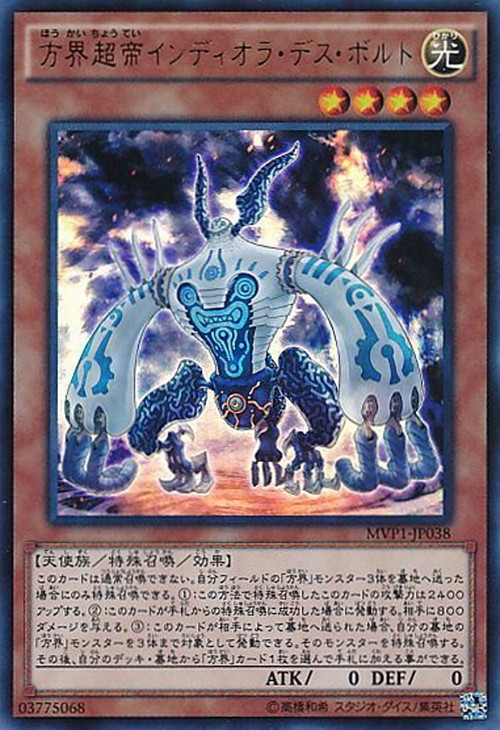 ほうかいちょうてい
方界超帝インディオラ・デス・ボルト
ひかり
光
MVP1-JP038
【天使族／特殊召喚／効果】
このカードは通常召喚できない。自分フィールドの「方界」モンスター3体を墓地へ送った
場合にのみ特殊召喚できる。①：この方法で特殊召喚したこのカードの攻撃力は2400
アップする。②：このカードが手札からの特殊召喚に成功した場合に発動する。相手に800
ダメージを与える。③：このカードが相手によって墓地へ送られた場合、自分の墓地の
「方界」モンスターを3体まで対象として発動できる。そのモンスターを特殊召喚する。
その後、自分のデッキ・墓地から「方界」カード1枚を選んで手札に加える事ができる。
ATK/ 0 DEF/ 0
03775068 ©高橋和希 スタジオ・ダイス/集英社